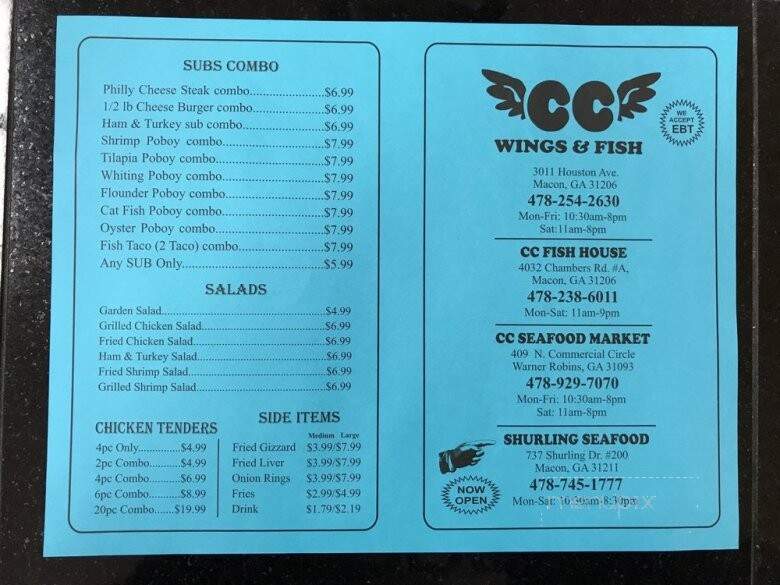 SUBS COMBO
Philly Cheese Steak combo....................$6.99
1/2 lb Cheese Burger combo..................$6.99
Ham & Turkey sub combo.....................$6.99
Shrimp Poboy combo............................$7.99
Tilapia Poboy combo.............................$7.99
Whiting Poboy combo...........................$7.99
Flounder Poboy combo.........................$7.99
Cat Fish Poboy combo..........................$7.99
Oyster Poboy combo.............................$7.99
Fish Taco (2 Taco) combo......................$7.99
Any SUB Only......................................$5.99
SALADS
Garden Salad...............................................$4.99
Grilled Chicken Salad..................................$6.99
Fried Chicken Salad.....................................$6.99
Ham & Turkey Salad....................................$6.99
Fried Shrimp Salad......................................$6.99
Grilled Shrimp Salad....................................$6.99
CHICKEN TENDERS
4pc Only.............$4.99
2pc Combo.........$4.99
4pc Combo.........$6.99
6pc Combo.........$8.99
20pc Combo......$19.99
SIDE ITEMS
Medium Large
Fried Gizzard $3.99/$7.99
Fried Liver $3.99/$7.99
Onion Rings $3.99/$7.99
Fries $2.99/$4.99
Drink $1.79/$2.19
CC
WINGS & FISH
WE
ACCEPT
EBT
3011 Houston Ave.
Macon, GA 31206
478-254-2630
Mon-Fri: 10:30am-8pm
Sat:11am-8pm
CC FISH HOUSE
4032 Chambers Rd. #A,
Macon, GA 31206
478-238-6011
Mon-Sat: 11am-9pm
CC SEAFOOD MARKET
409 N. Commercial Circle
Warner Robins, GA 31093
478-929-7070
Mon-Fri: 10:30am-8pm
Sat: 11am-8pm
SHURLING SEAFOOD
737 Shurling Dr. #200
Macon, GA 31211
478-745-1777
Mon-Sat: 10:30am-8:30pm
NOW
OPEN